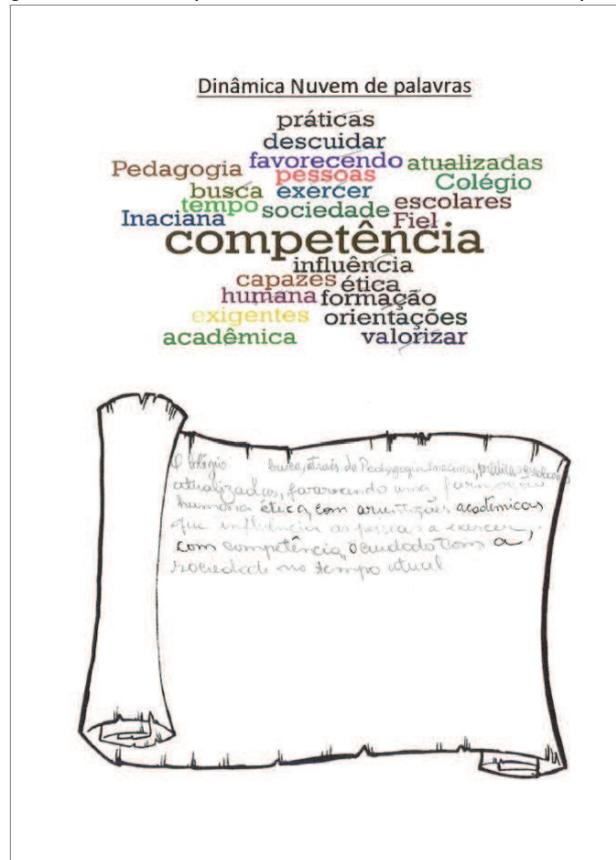 Dinâmica Nuvem de palavras
práticas
descuidar
Pedagogia favorecendo atualizadas
pessoas Colégio
busca exercer
tempo sociedade escolares
Inaciana Fiel
competência
influência
capazes ética
humana formação
exigentes orientações
acadêmica valorizar
O Colégio busca, através da Pedagogia Inaciana, práticas escolares
atualizadas, favorecendo uma formação
humana ética, com orientações acadêmicas
que influencia as pessoas a exercer,
com competência, o cuidado com a
sociedade no tempo atual